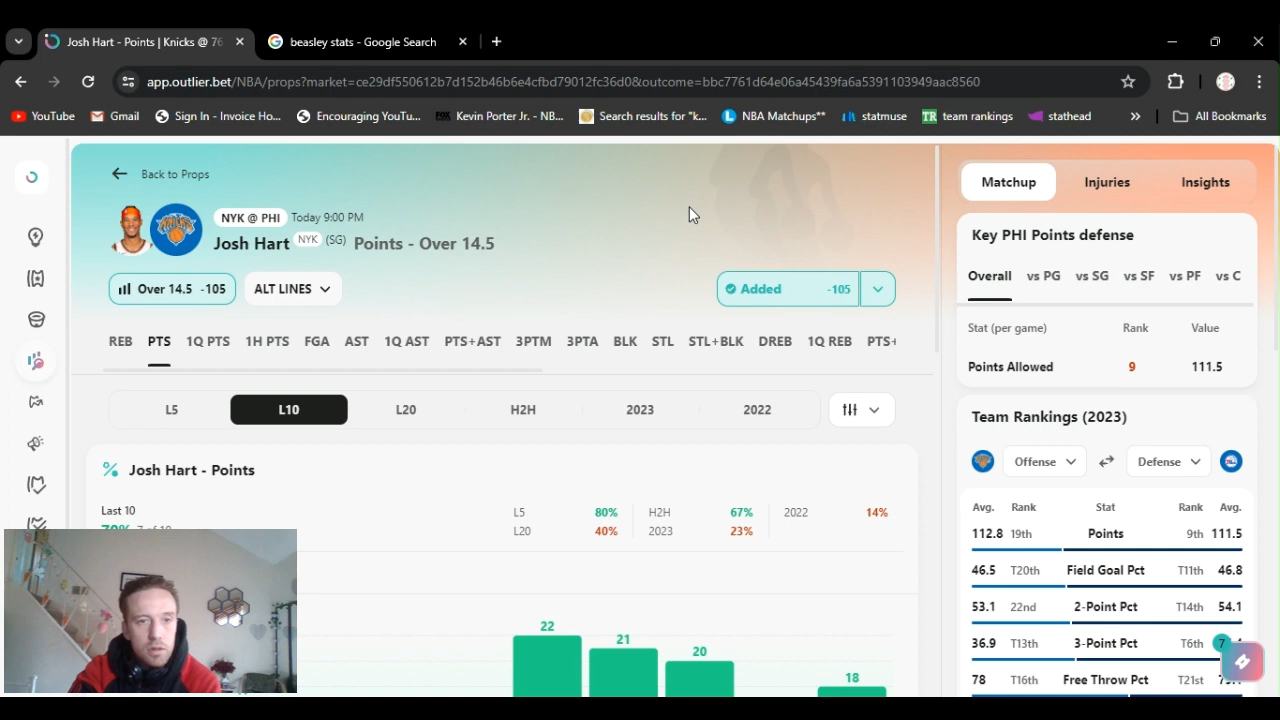 Josh Hart - Points | Knicks @ 76
beasley stats - Google Search
app.outlier.bet/NBA/props?market=ce29df550612b7d152b46b6e4cfbd79012fc36d0&outcome=bbc7761d64e06a45439fa6a5391103949aac8560
YouTube Gmail Sign In - Invoice Ho... Encouraging YouTu... FOX Kevin Porter Jr. - NB... Search results for "k... NBA Matchups** statmuse TR team rankings stathead » All Bookmarks
Back to Props
NYK @ PHI Today 9:00 PM
Josh Hart NYK (SG) Points - Over 14.5
Over 14.5 -105 ALT LINES Added -105
REB PTS 1Q PTS 1H PTS FGA AST 1Q AST PTS+AST 3PTM 3PTA BLK STL STL+BLK DREB 1Q REB PTS+
L5 L10 L20 H2H 2023 2022
% Josh Hart - Points
Last 10
L5 80% H2H 67% 2022 14%
L20 40% 2023 23%
22
21
20
18
Matchup Injuries Insights
Key PHI Points defense
Overall vs PG vs SG vs SF vs PF vs C
Stat (per game) Rank Value
Points Allowed 9 111.5
Team Rankings (2023)
Offense Defense
Avg. Rank Stat Rank Avg.
112.8 19th Points 9th 111.5
46.5 T20th Field Goal Pct T11th 46.8
53.1 22nd 2-Point Pct T14th 54.1
36.9 T13th 3-Point Pct T6th
7
78 T16th Free Throw Pct T21st